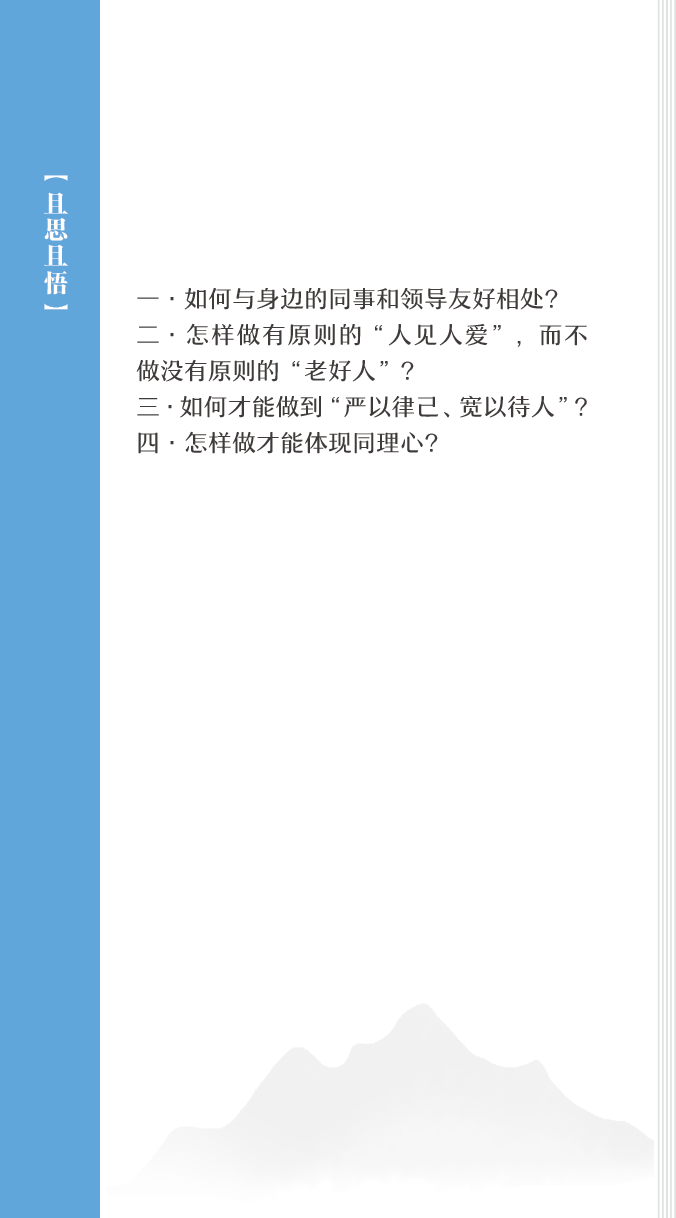 【且思且悟】
一·如何与身边的同事和领导友好相处?
二·怎样做有原则的“人见人爱”，而不
做没有原则的“老好人”?
三·如何才能做到“严以律己、宽以待人”?
四·怎样做才能体现同理心?